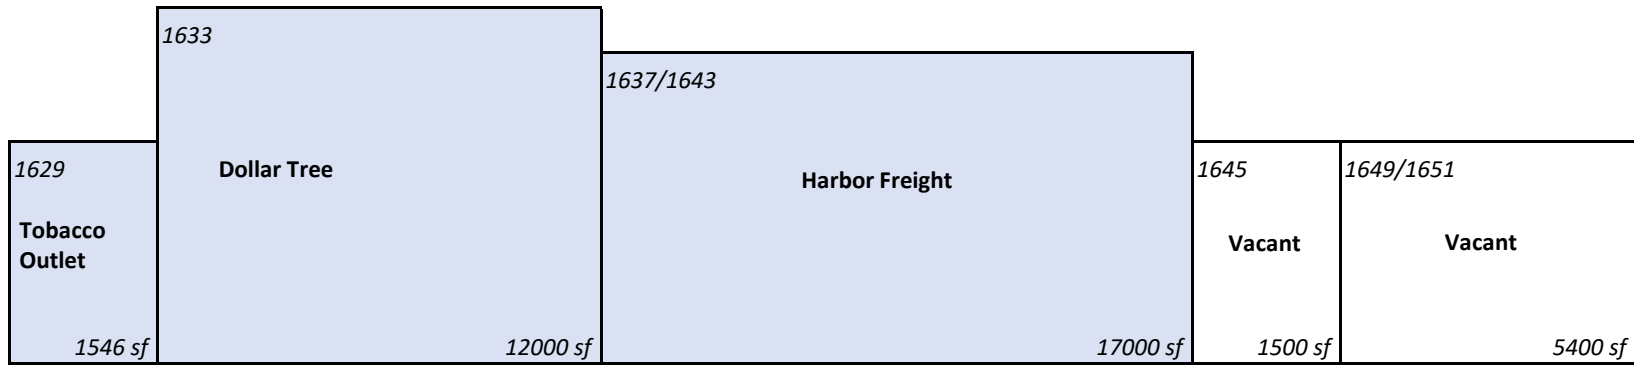 1633
1637/1643
1629
Dollar Tree
Harbor Freight
1645
1649/1651
Tobacco
Outlet
Vacant
Vacant
1546 sf
12000 sf
17000 sf
1500 sf
5400 sf